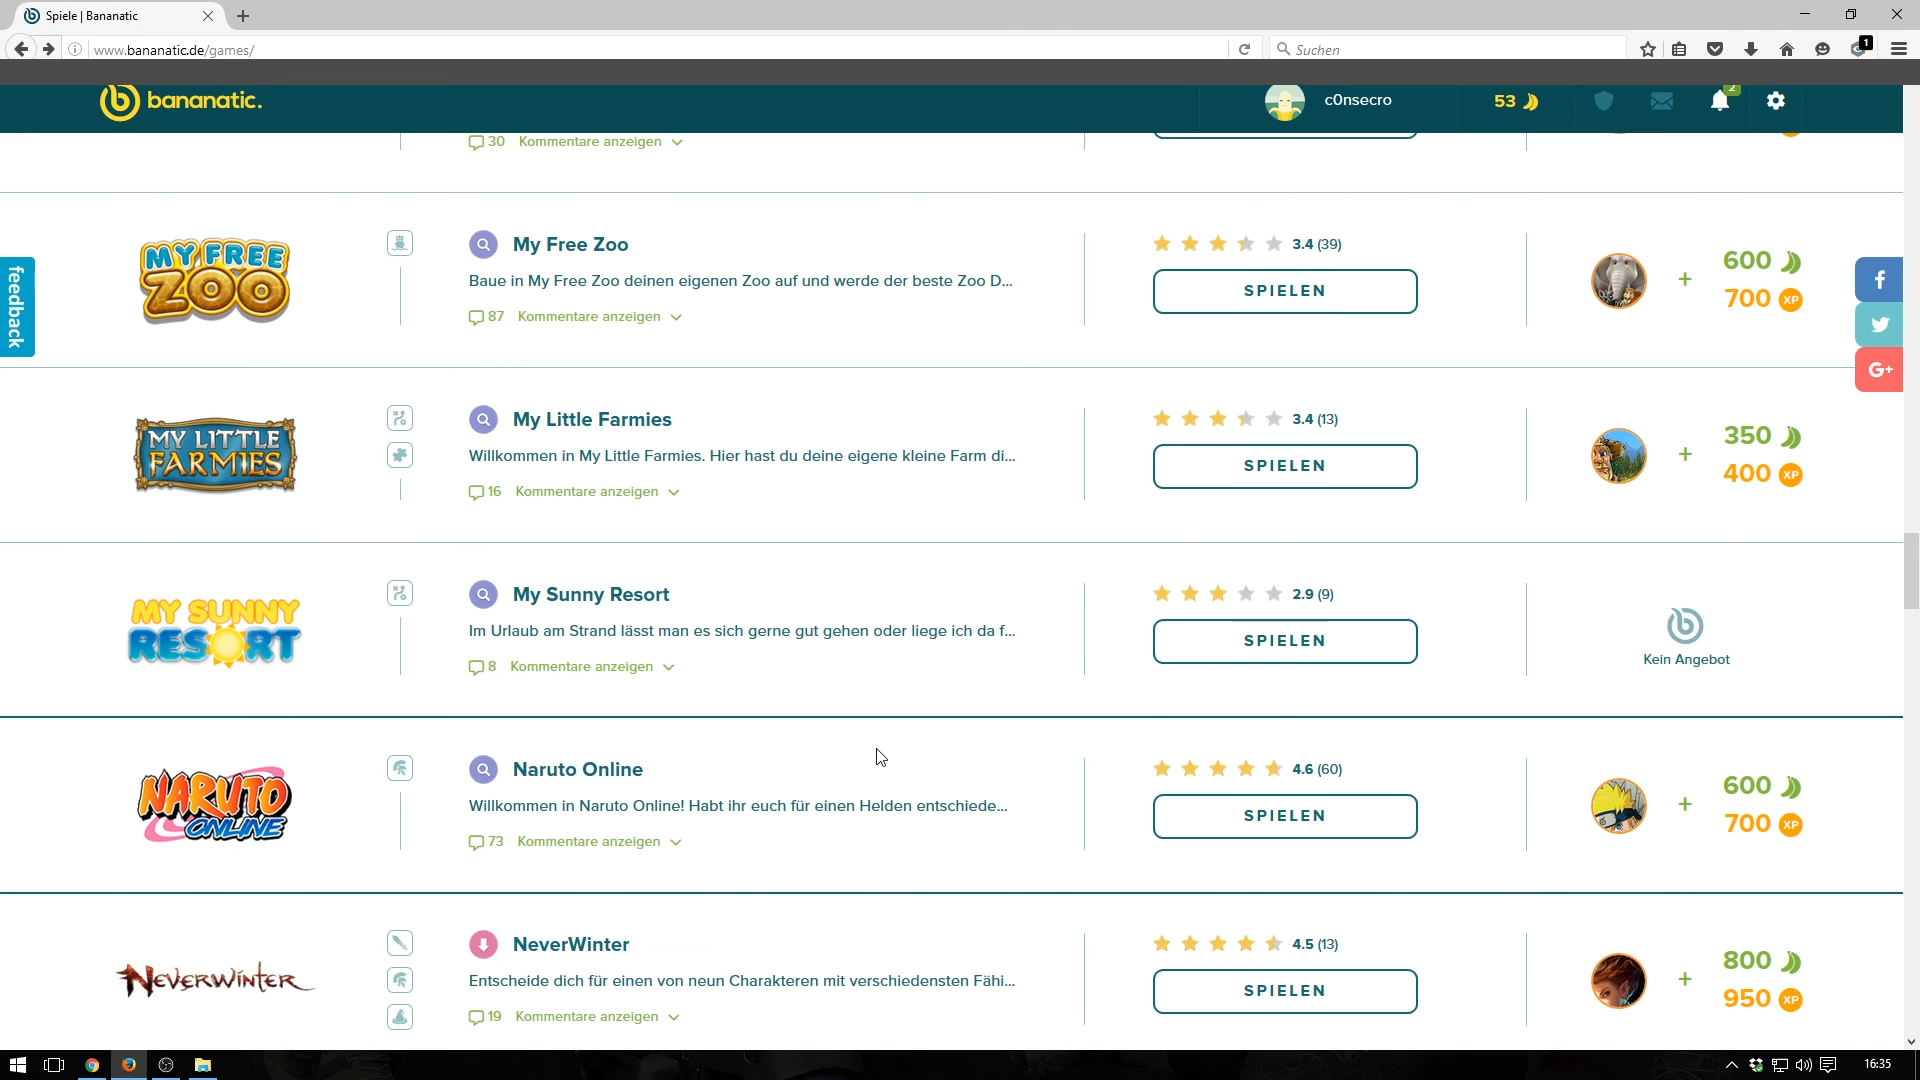 Spiele | Bananatic
www.bananatic.de/games/
Suchen
1
bananatic.
c0nsecro
53
2
30 Kommentare anzeigen
feedback
MY FREE ZOO
My Free Zoo
Baue in My Free Zoo deinen eigenen Zoo auf und werde der beste Zoo D...
87 Kommentare anzeigen
3.4 (39)
SPIELEN
+
600
700 XP
f
G+
MY LITTLE FARMIES
My Little Farmies
Willkommen in My Little Farmies. Hier hast du deine eigene kleine Farm di...
16 Kommentare anzeigen
3.4 (13)
SPIELEN
+
350
400 XP
MY SUNNY RESORT
My Sunny Resort
Im Urlaub am Strand lässt man es sich gerne gut gehen oder liege ich da f...
8 Kommentare anzeigen
2.9 (9)
SPIELEN
Kein Angebot
NARUTO ONLINE
Naruto Online
Willkommen in Naruto Online! Habt ihr euch für einen Helden entschiede...
73 Kommentare anzeigen
4.6 (60)
SPIELEN
+
600
700 XP
NEVERWINTER
NeverWinter
Entscheide dich für einen von neun Charakteren mit verschiedensten Fähi...
19 Kommentare anzeigen
4.5 (13)
SPIELEN
+
800
950 XP
16:35